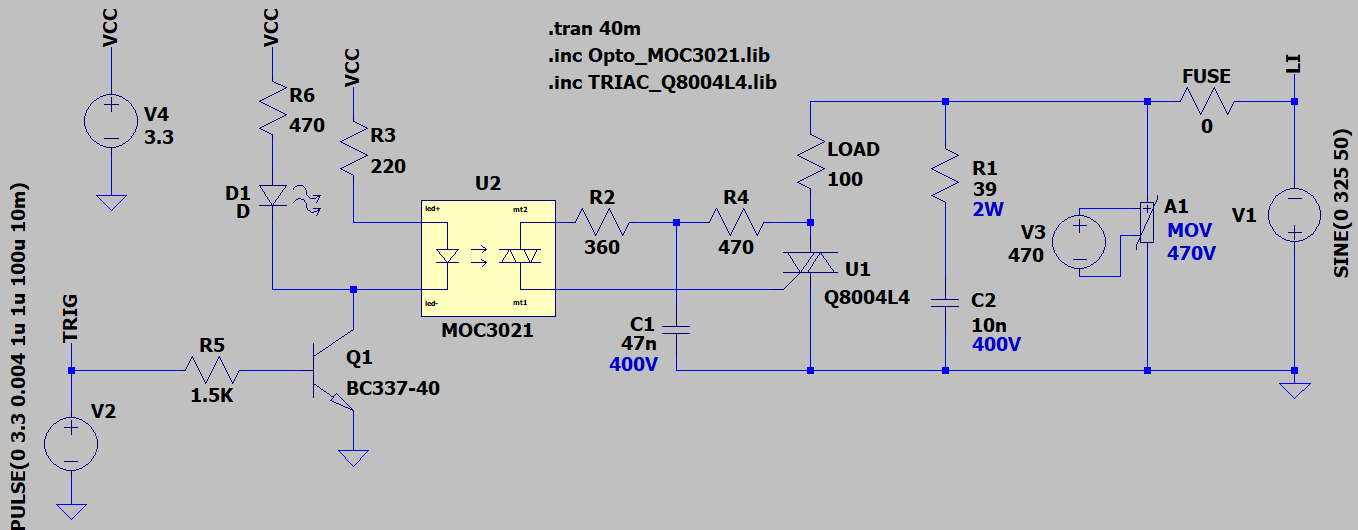 VCC
VCC
VCC
.tran 40m
.inc Opto_MOC3021.lib
.inc TRIAC_Q8004L4.lib
LI
V4
3.3
R6
470
R3
220
D1
D
U2
led+
mt2
led-
mt1
MOC3021
R2
360
R4
470
LOAD
100
U1
Q8004L4
R1
39
2W
FUSE
0
V3
470
A1
MOV
470V
V1
SINE(0 325 50)
C1
47n
400V
C2
10n
400V
TRIG
R5
1.5K
Q1
BC337-40
V2
PULSE(0 3.3 0.004 1u 1u 100u 10m)